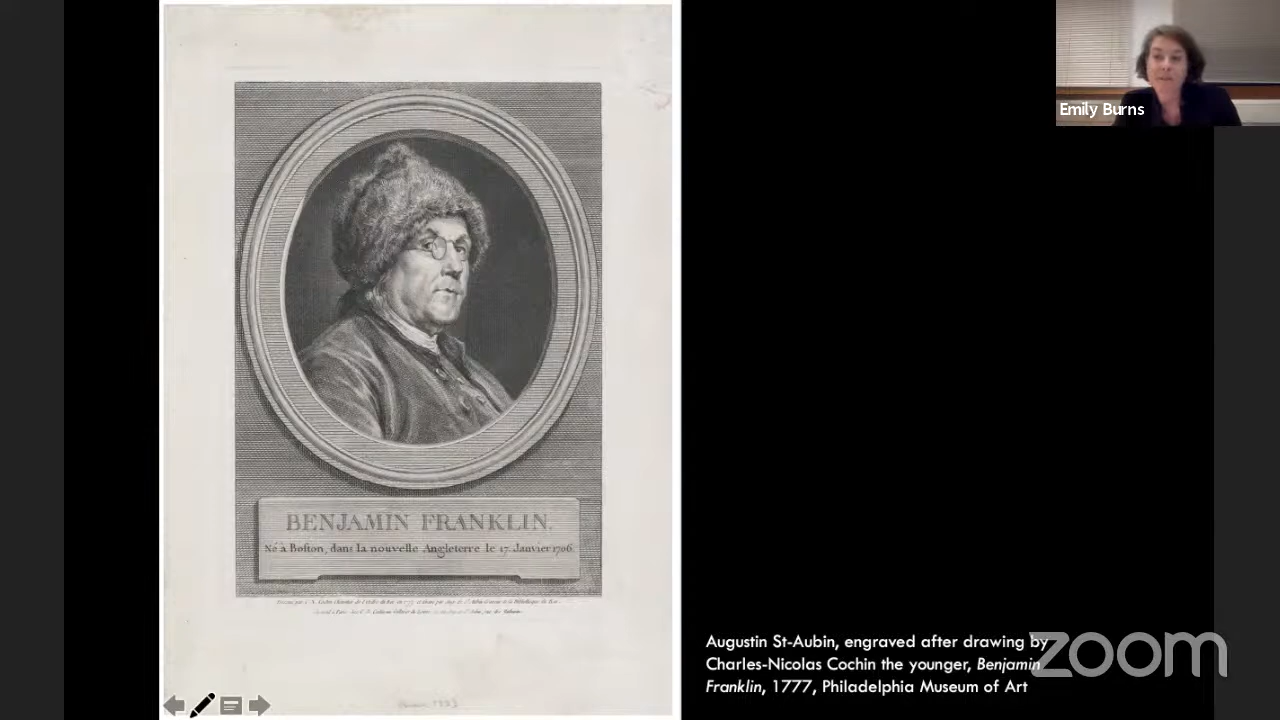 Emily Burns
BENJAMIN FRANKLIN.
Né à Boston, dans la nouvelle Angleterre le 17. Janvier 1706.
Augustin St-Aubin, engraved after drawing by
Charles-Nicolas Cochin the younger, Benjamin
Franklin, 1777, Philadelphia Museum of Art
zoom